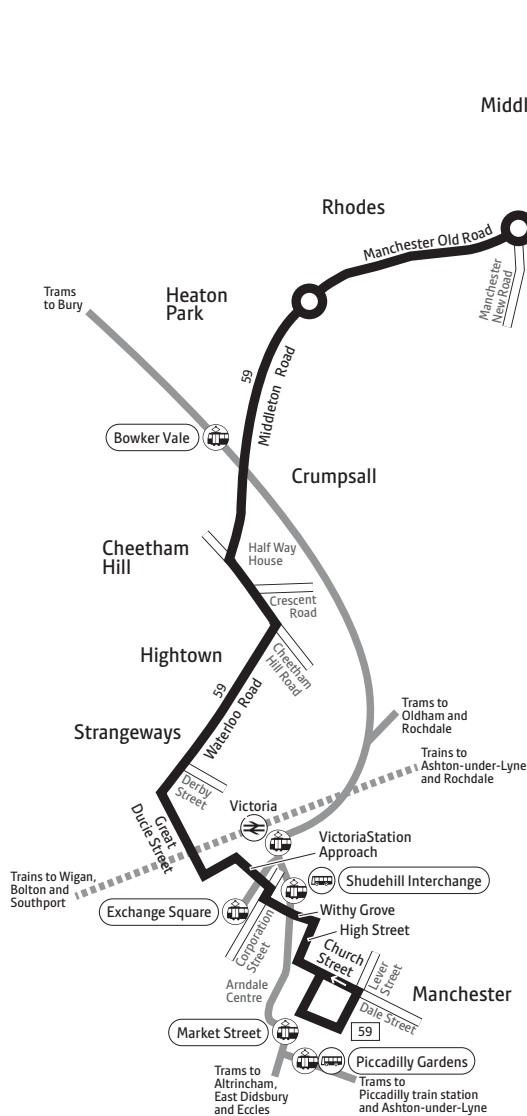 Middl
Rhodes
Manchester Old Road
Manchester
New Road
Trams
to Bury
Heaton
Park
59
Middleton Road
Bowker Vale
Crumpsall
Cheetham
Hill
Half Way
House
Crescent
Road
Hightown
Cheetham
Hill Road
59
Waterloo Road
Strangeways
Trams to
Oldham and
Rochdale
Trains to
Ashton-under-Lyne
and Rochdale
Derby
Street
Victoria
Great
Ducie Street
VictoriaStation
Approach
Trains to Wigan,
Bolton and
Southport
Shudehill Interchange
Exchange Square
Withy Grove
Corporation
Street
High Street
Church
Street
Lever
Street
Arndale
Centre
Manchester
Dale Street
Market Street
59
Piccadilly Gardens
Trams to
Altrincham,
East Didsbury
and Eccles
Trams to
Piccadilly train station
and Ashton-under-Lyne